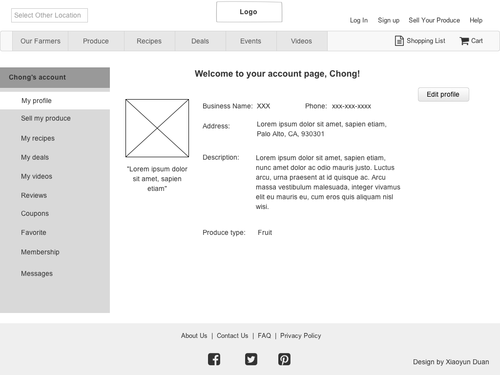 Select Other Location
Logo
Log In Sign up Sell Your Produce Help
Our Farmers Produce Recipes Deals Events Videos Shopping List Cart
Chong's account
My profile
Sell my produce
My recipes
My deals
My videos
Reviews
Coupons
Favorite
Membership
Messages
Welcome to your account page, Chong!
Edit profile
"Lorem ipsum dolor
sit amet, sapien
etiam"
Business Name: XXX Phone: xxx-xxx-xxxx
Address: Lorem ipsum dolor sit amet, sapien etiam,
Palo Alto, CA, 930301
Description: Lorem ipsum dolor sit amet, sapien etiam,
nunc amet dolor ac odio mauris justo. Luctus
arcu, urna praesent at id quisque ac. Arcu
massa vestibulum malesuada, integer vivamus
elit eu mauris eu, cum eros quis aliquam nisl
wisi.
Produce type: Fruit
About Us | Contact Us | FAQ | Privacy Policy
Design by Xiaoyun Duan